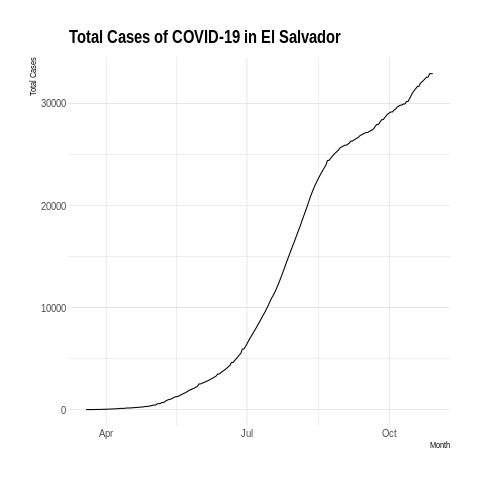 Total Cases of COVID-19 in El Salvador
Total Cases
30000
20000
10000
0
Apr
Jul
Oct
Month